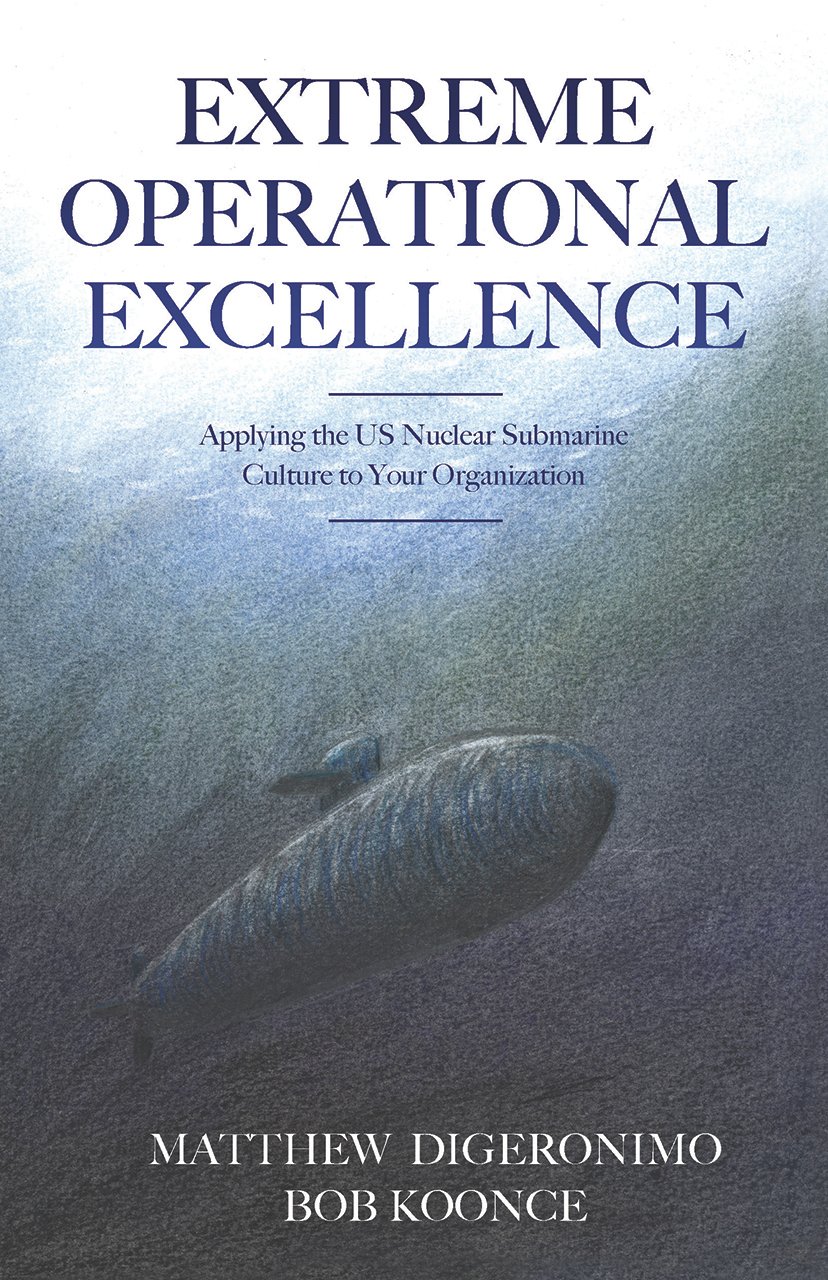 EXTREME
OPERATIONAL
EXCELLENCE
Applying the US Nuclear Submarine
Culture to Your Organization
MATTHEW DIGERONIMO
BOB KOONCE